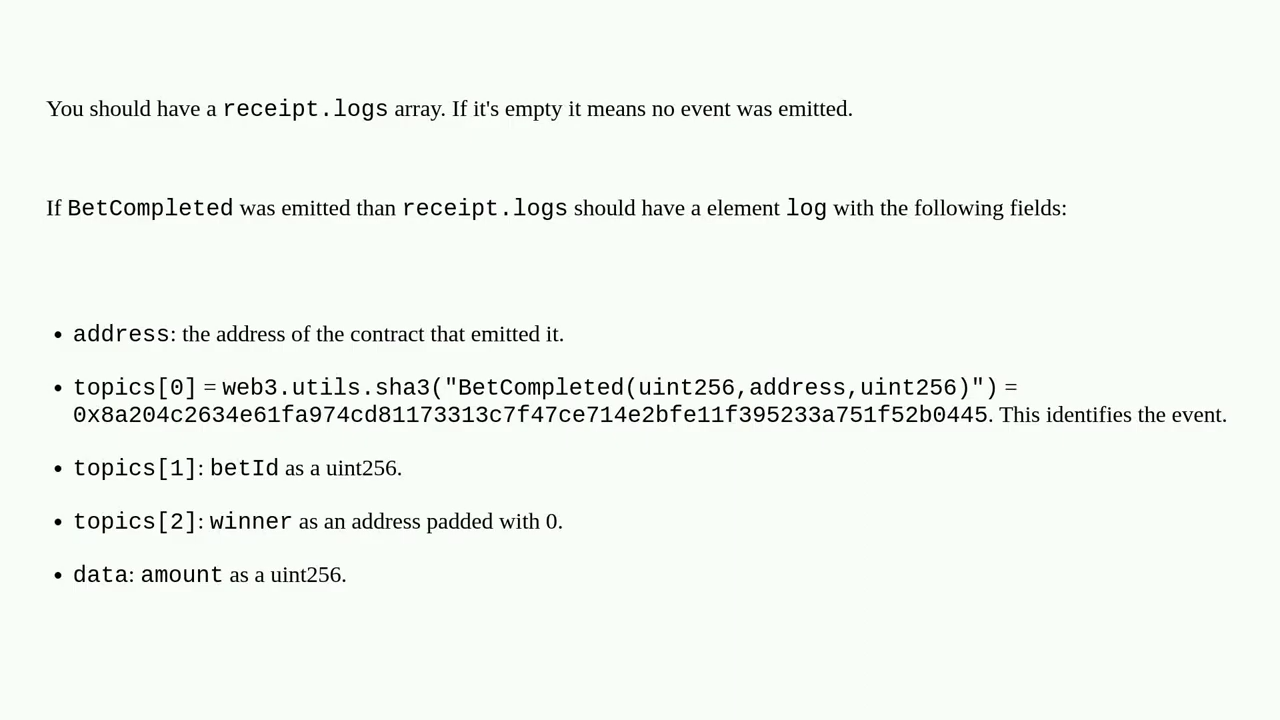 You should have a receipt.logs array. If it's empty it means no event was emitted.
If BetCompleted was emitted than receipt.logs should have a element log with the following fields:
• address: the address of the contract that emitted it.
• topics[0] = web3.utils.sha3("BetCompleted(uint256,address,uint256)") =
0x8a204c2634e61fa974cd81173313c7f47ce714e2bfe11f395233a751f52b0445. This identifies the event.
• topics[1]: betId as a uint256.
• topics[2]: winner as an address padded with 0.
• data: amount as a uint256.